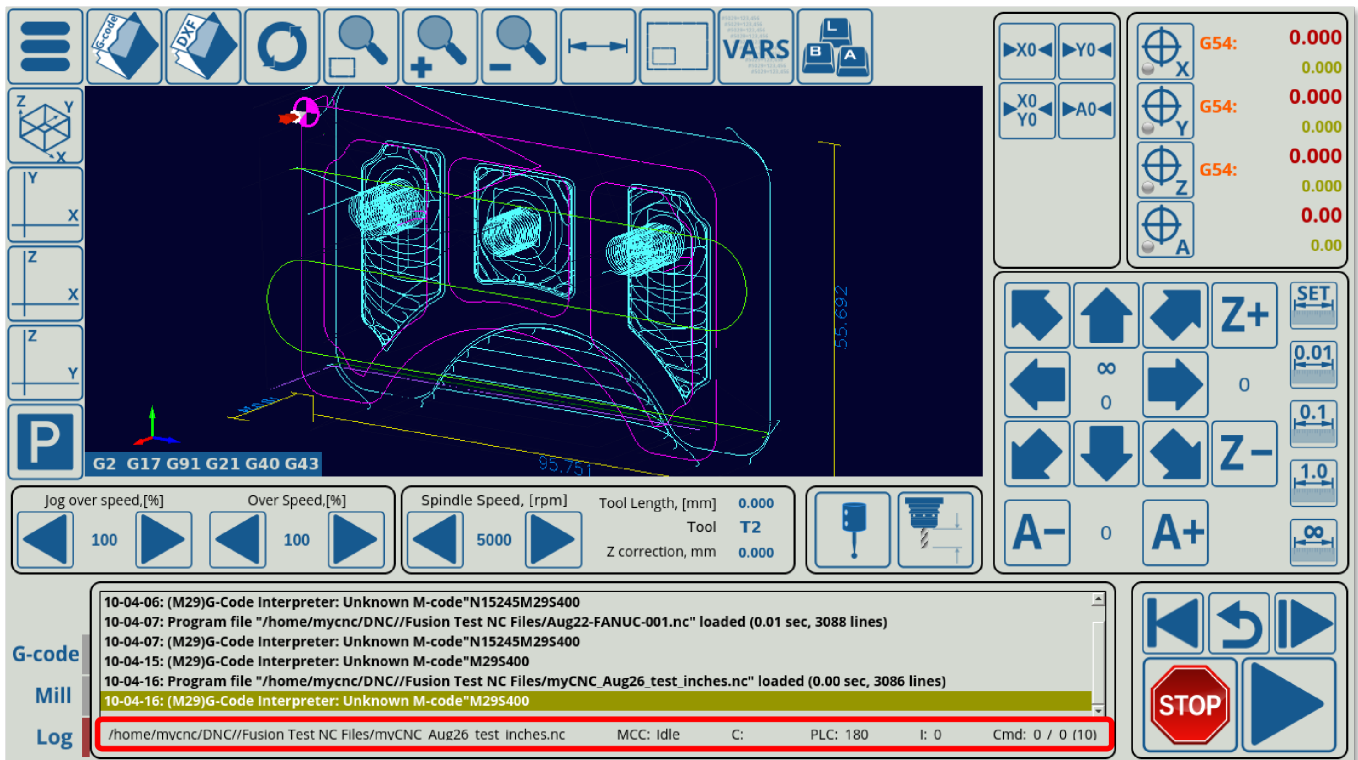 G-code
DXF
VARS
L
B
A
▶X0◀ ▶Y0◀
▶X0 Y0◀ ▶A0◀
X G54: 0.000
0.000
Y G54: 0.000
0.000
Z G54: 0.000
0.000
A 0.00
0.00
Z Y
X
Y
X
Z
X
Z
Y
P
55.692
95.751
G2 G17 G91 G21 G40 G43
Z+
SET
∞
0
0
0.01
0.1
Z-
1.0
A- 0 A+
∞
Jog over speed,[%] Over Speed,[%]
100 100
Spindle Speed, [rpm]
5000
Tool Length, [mm] 0.000
Tool T2
Z correction, mm 0.000
G-code
Mill
Log
10-04-06: (M29)G-Code Interpreter: Unknown M-code"N15245M29S400
10-04-07: Program file "/home/mycnc/DNC//Fusion Test NC Files/Aug22-FANUC-001.nc" loaded (0.01 sec, 3088 lines)
10-04-07: (M29)G-Code Interpreter: Unknown M-code"N15245M29S400
10-04-15: (M29)G-Code Interpreter: Unknown M-code"M29S400
10-04-16: Program file "/home/mycnc/DNC//Fusion Test NC Files/myCNC_Aug26_test_inches.nc" loaded (0.00 sec, 3086 lines)
10-04-16: (M29)G-Code Interpreter: Unknown M-code"M29S400
/home/mycnc/DNC//Fusion Test NC Files/myCNC_Aug26_test_inches.nc MCC: Idle C: PLC: 180 I: 0 Cmd: 0 / 0 (10)
STOP